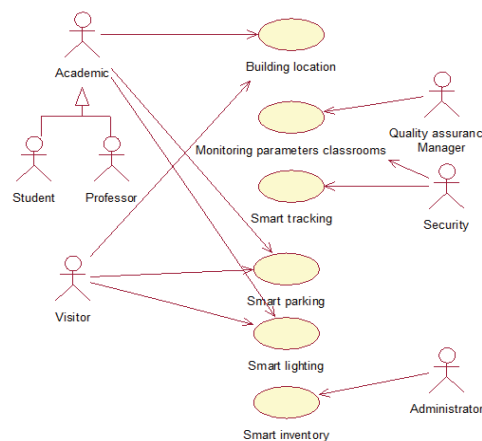 Academic
Building location
Student
Professor
Monitoring parameters classrooms
Quality assurance
Manager
Smart tracking
Security
Visitor
Smart parking
Smart lighting
Smart inventory
Administrator